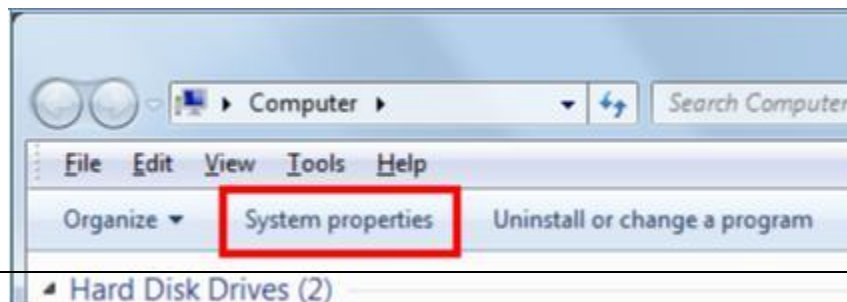 Computer Search Computer
File Edit View Tools Help
Organize System properties Uninstall or change a program
Hard Disk Drives (2)